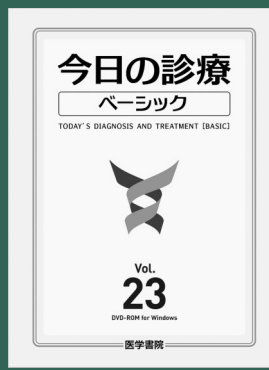 今日の診療
ベーシック
TODAY'S DIAGNOSIS AND TREATMENT [BASIC]
Vol.
23
DVD-ROM for Windows
医学書院